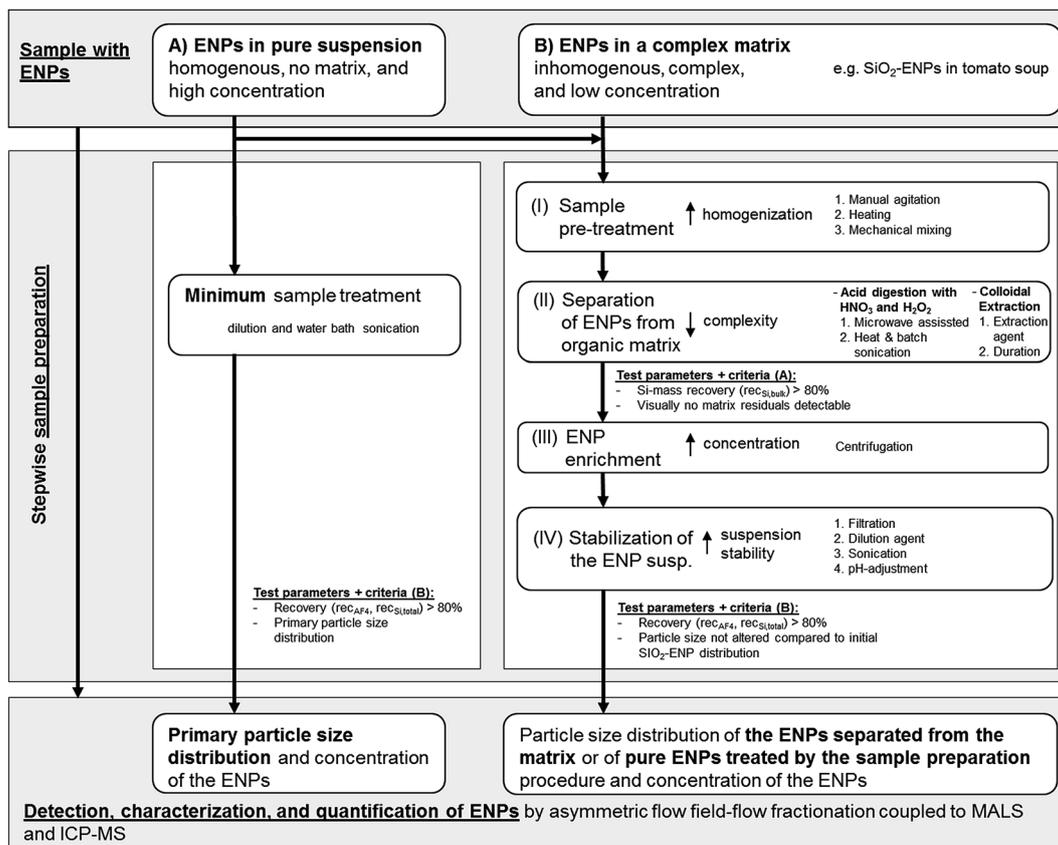 Sample with
ENPs
A) ENPs in pure suspension
homogenous, no matrix, and
high concentration
B) ENPs in a complex matrix
inhomogenous, complex,
and low concentration
e.g. SiO₂-ENPs in tomato soup
Stepwise sample preparation
Minimum sample treatment
dilution and water bath sonication
Test parameters + criteria (B):
- Recovery (rec_AF4, rec_Si,total) > 80%
- Primary particle size
distribution
(I) Sample
pre-treatment
homogenization
1. Manual agitation
2. Heating
3. Mechanical mixing
(II) Separation
of ENPs from
organic matrix
complexity
- Acid digestion with
HNO₃ and H₂O₂
1. Microwave assissted
2. Heat & batch
sonication
- Colloidal
Extraction
1. Extraction
agent
2. Duration
Test parameters + criteria (A):
- Si-mass recovery (rec_Si,bulk) > 80%
- Visually no matrix residuals detectable
(III) ENP
enrichment
concentration
Centrifugation
(IV) Stabilization of
the ENP susp.
suspension
stability
1. Filtration
2. Dilution agent
3. Sonication
4. pH-adjustment
Test parameters + criteria (B):
- Recovery (rec_AF4, rec_Si,total) > 80%
- Particle size not altered compared to initial
SIO₂-ENP distribution
Primary particle size
distribution and concentration
of the ENPs
Particle size distribution of the ENPs separated from the
matrix or of pure ENPs treated by the sample preparation
procedure and concentration of the ENPs
Detection, characterization, and quantification of ENPs by asymmetric flow field-flow fractionation coupled to MALS
and ICP-MS